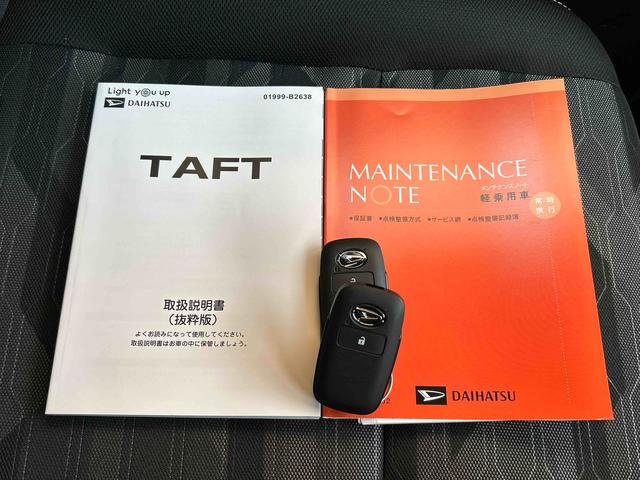 Light you up
DAIHATSU
01999-B2638
TAFT
取扱説明書
（抜粋版）
よくお読みになって使用してください。
取扱説明書はお車の中に保管しましょう。
MAINTENANCE
NOTE
メンテナンスノート
軽乗用車
常時
携行
●保証書 ●点検整備方式 ●サービス網 ●点検整備記録簿
DAIHATSU